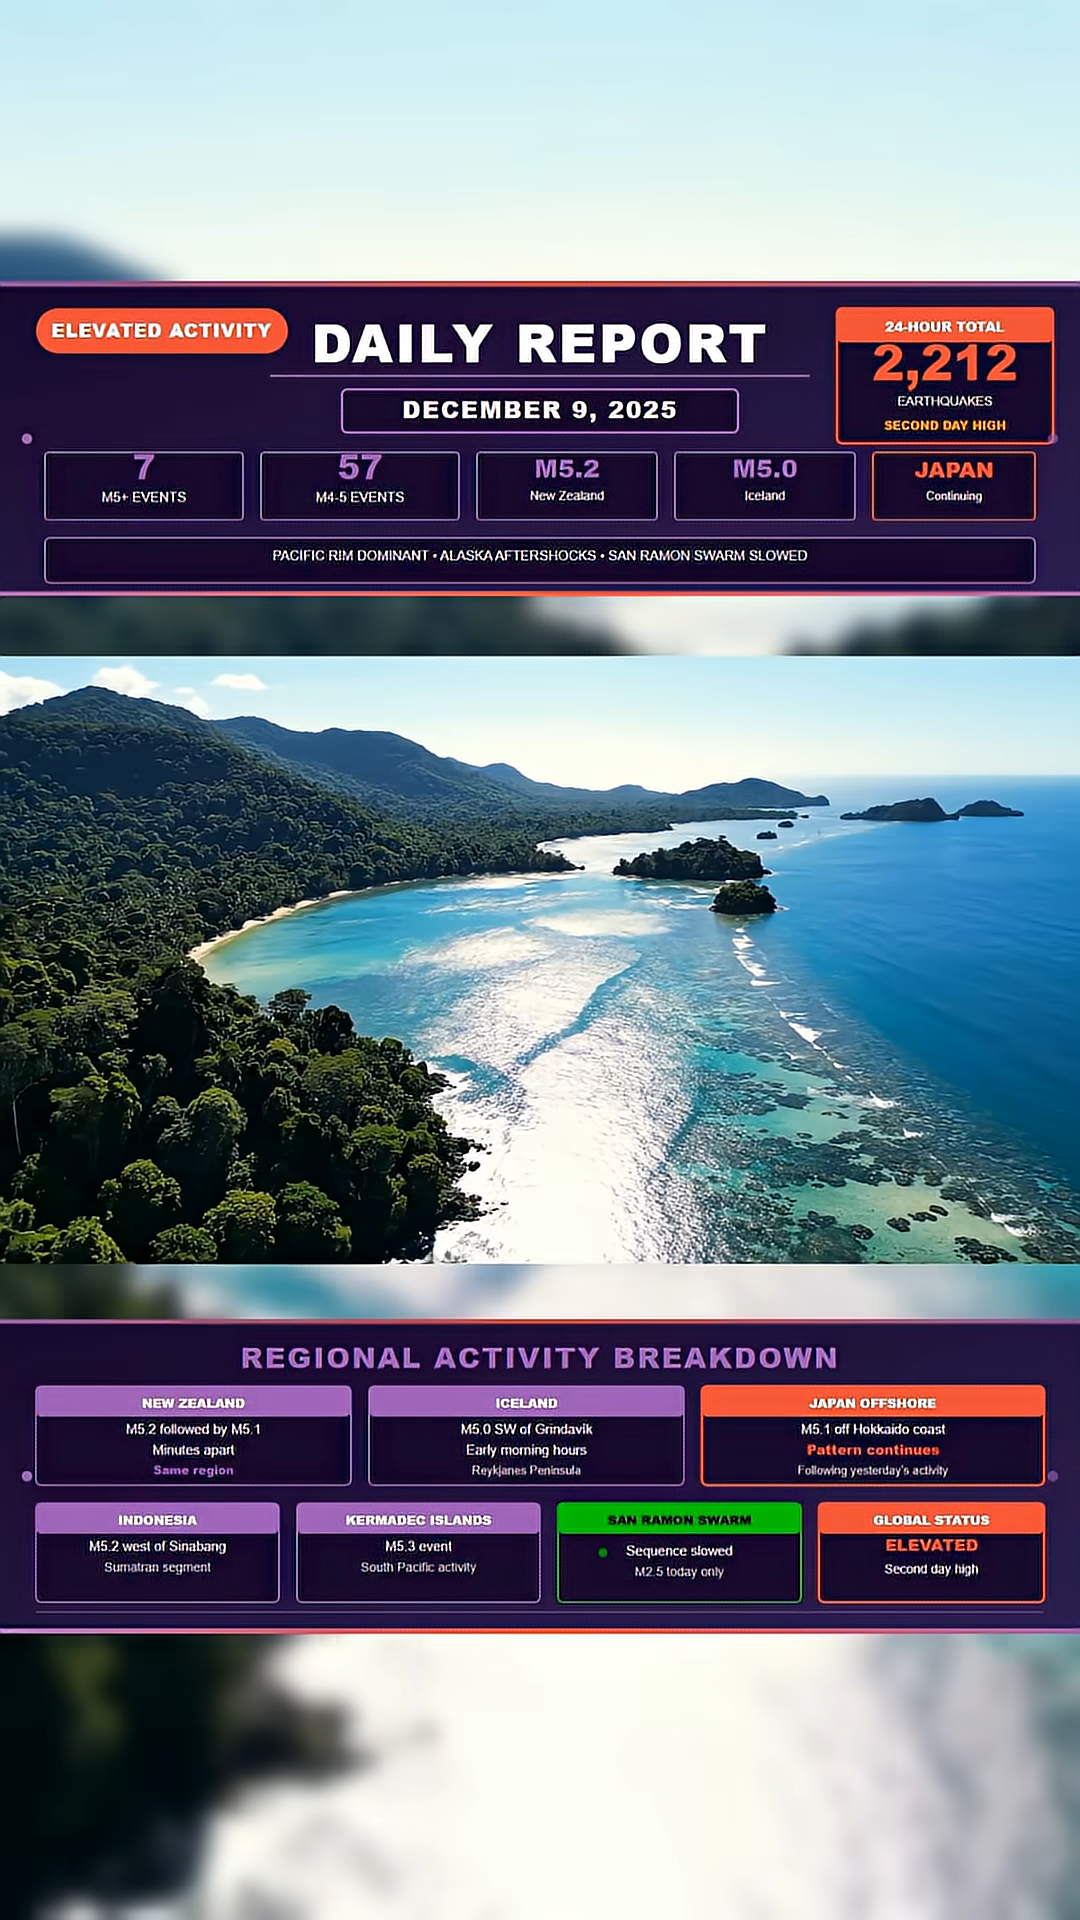 ELEVATED ACTIVITY
DAILY REPORT
DECEMBER 9, 2025
24-HOUR TOTAL
2,212
EARTHQUAKES
SECOND DAY HIGH
7
M5+ EVENTS
57
M4-5 EVENTS
M5.2
New Zealand
M5.0
Iceland
JAPAN
Continuing
PACIFIC RIM DOMINANT • ALASKA AFTERSHOCKS • SAN RAMON SWARM SLOWED
REGIONAL ACTIVITY BREAKDOWN
NEW ZEALAND
M5.2 followed by M5.1
Minutes apart
Same region
ICELAND
M5.0 SW of Grindavik
Early morning hours
Reykjanes Peninsula
JAPAN OFFSHORE
M5.1 off Hokkaido coast
Pattern continues
Following yesterday's activity
INDONESIA
M5.2 west of Sinabang
Sumatran segment
KERMADEC ISLANDS
M5.3 event
South Pacific activity
SAN RAMON SWARM
Sequence slowed
M2.5 today only
GLOBAL STATUS
ELEVATED
Second day high